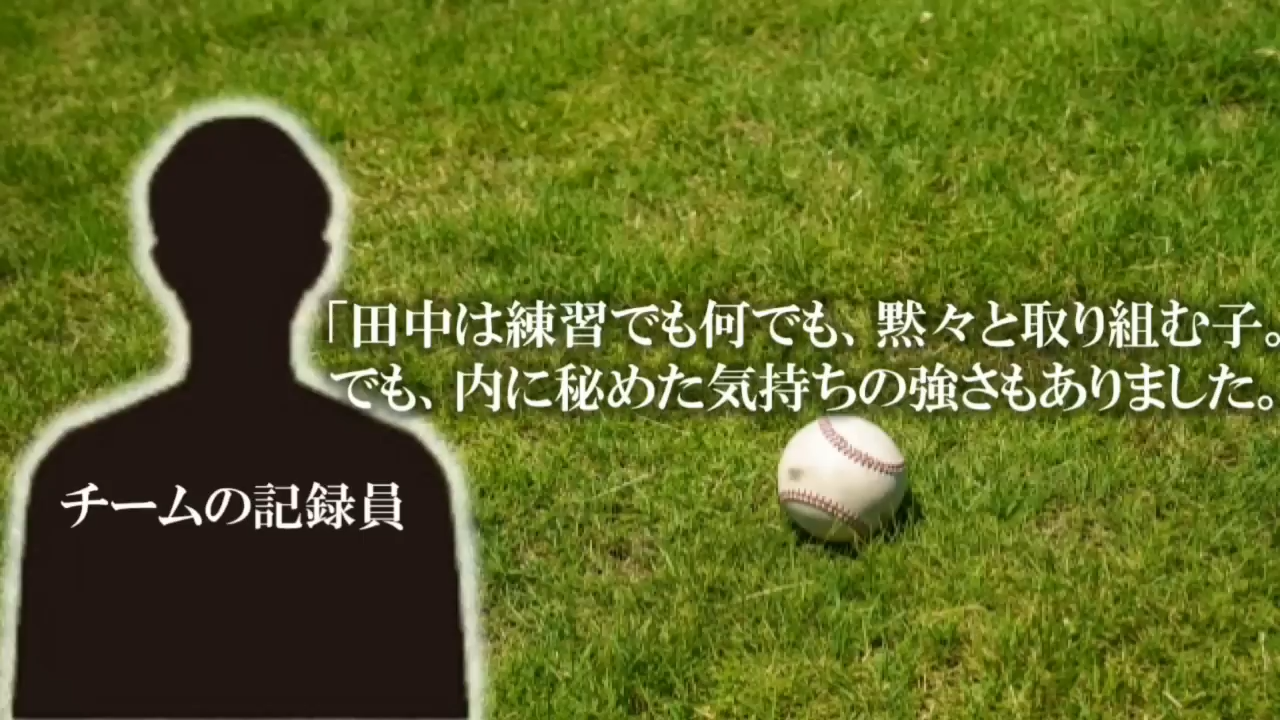 「田中は練習でも何でも、黙々と取り組む子。
でも、内に秘めた気持ちの強さもありました。
チームの記録員